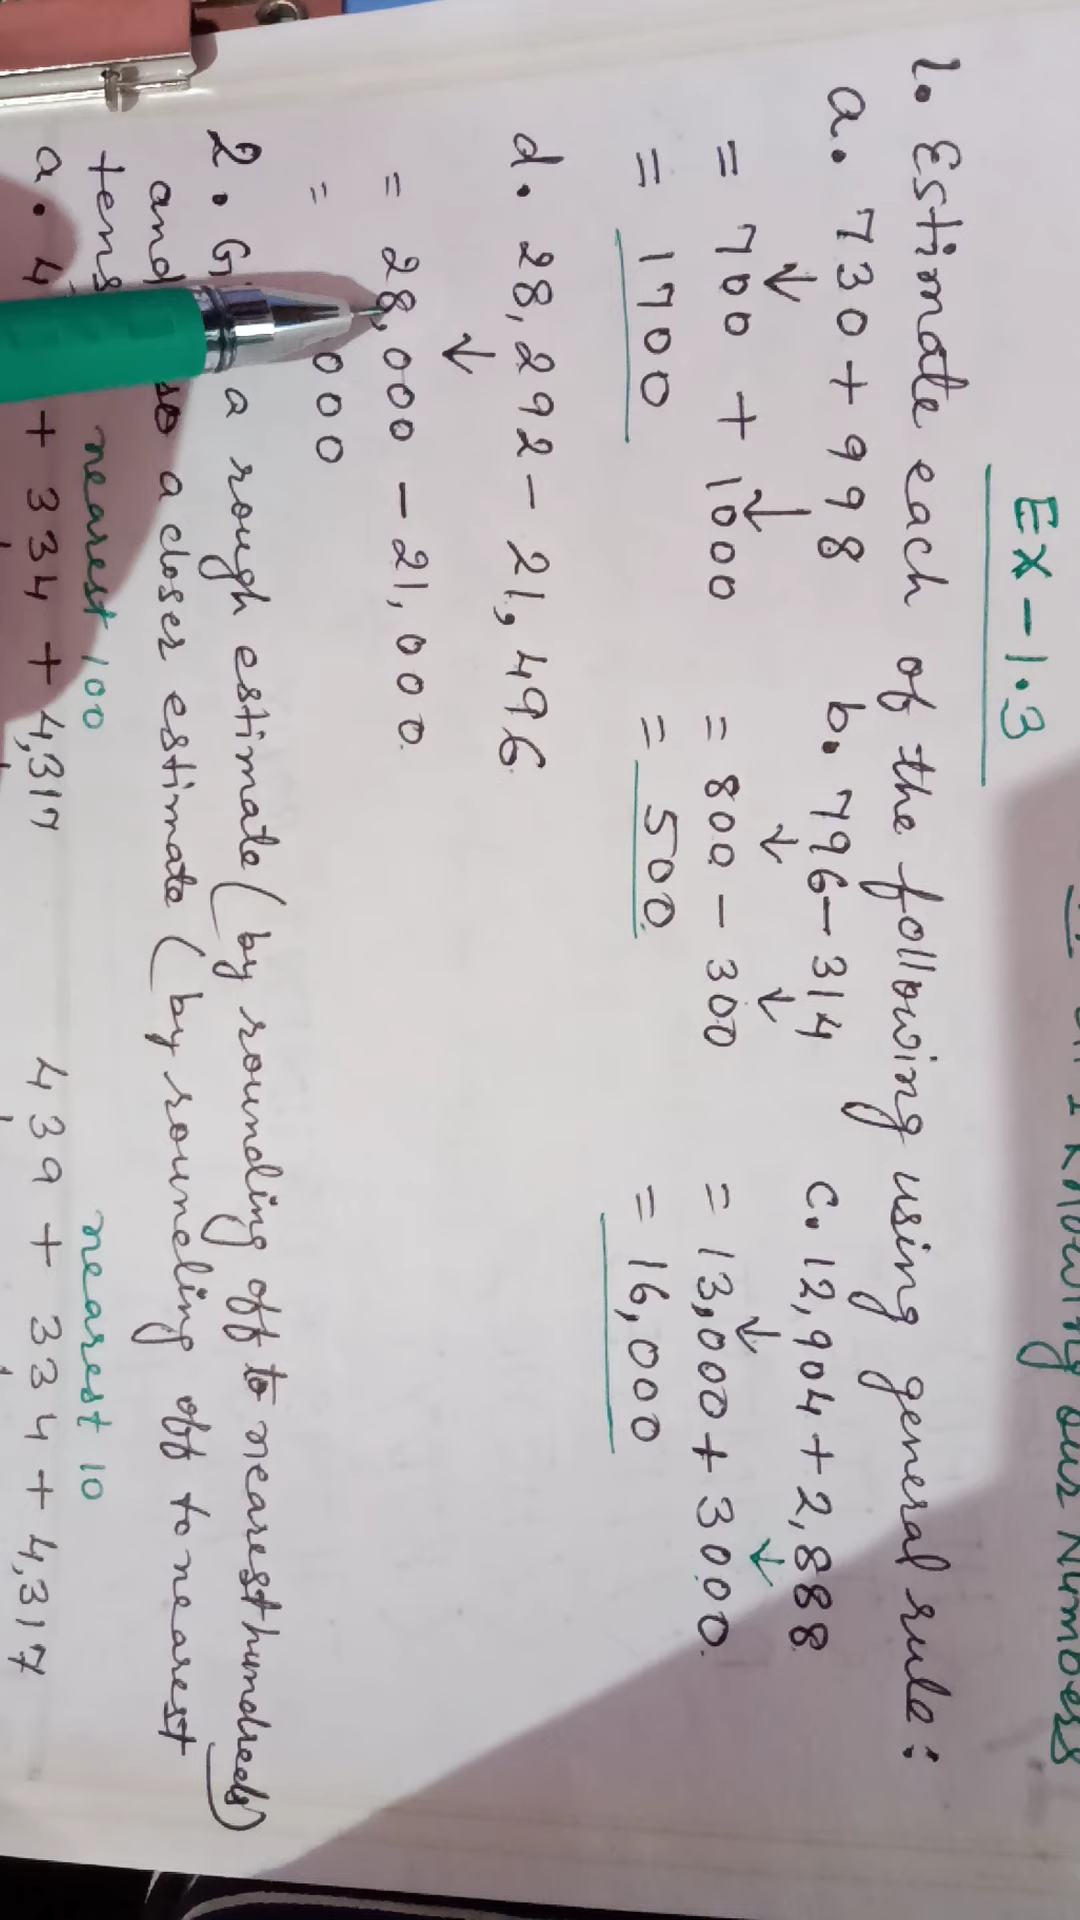 Knowing our Numbers
Ex-1.3
1. Estimate each of the following using general rule:
a. 730+998 b. 796-314 c. 12,904+2,888
= 700 + 1000 = 800 - 300 = 13,000+3000.
= 1700 = 500. = 16,000
d. 28,292- 21,496.
= 28,000 -21,000.
= 000
2. a rough estimate (by rounding off to nearest hundreds)
and a closer estimate (by rounding off to nearest
tens nearest 100 nearest 10
a. 4 + 334 + 4,317 439 + 334 + 4,317